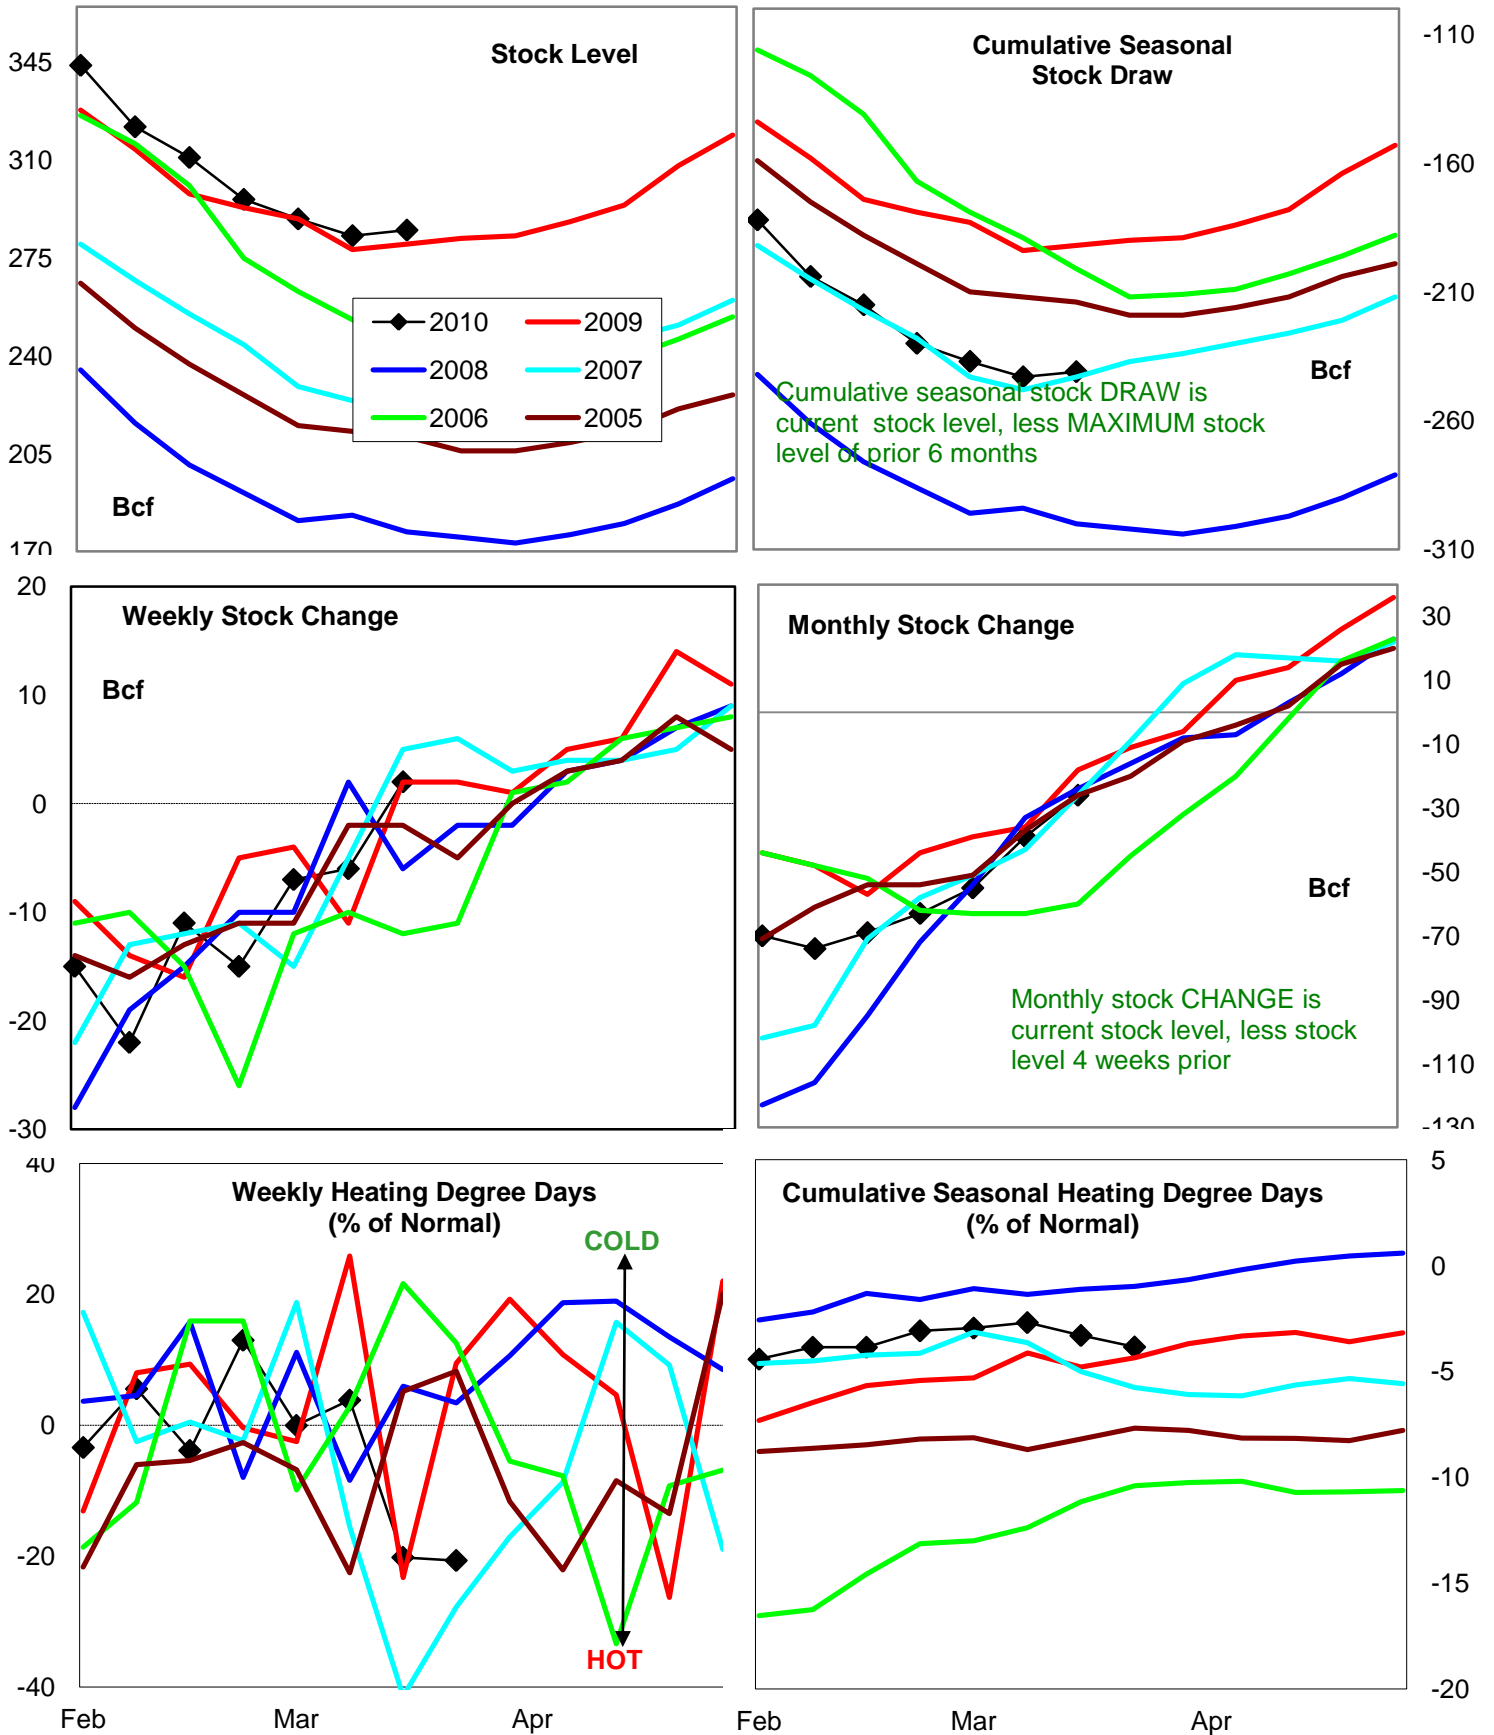 Stock Level
345
310
275
240
205
170
Bcf
2010
2009
2008
2007
2006
2005
Cumulative Seasonal
Stock Draw
-110
-160
-210
-260
-310
Bcf
Cumulative seasonal stock DRAW is
current stock level, less MAXIMUM stock
level of prior 6 months
Weekly Stock Change
Bcf
20
10
0
-10
-20
-30
Monthly Stock Change
30
10
-10
-30
-50
-70
-90
-110
-130
Bcf
Monthly stock CHANGE is
current stock level, less stock
level 4 weeks prior
Weekly Heating Degree Days
(% of Normal)
COLD
HOT
40
20
0
-20
-40
Feb
Mar
Apr
Cumulative Seasonal Heating Degree Days
(% of Normal)
5
0
-5
-10
-15
-20
Feb
Mar
Apr